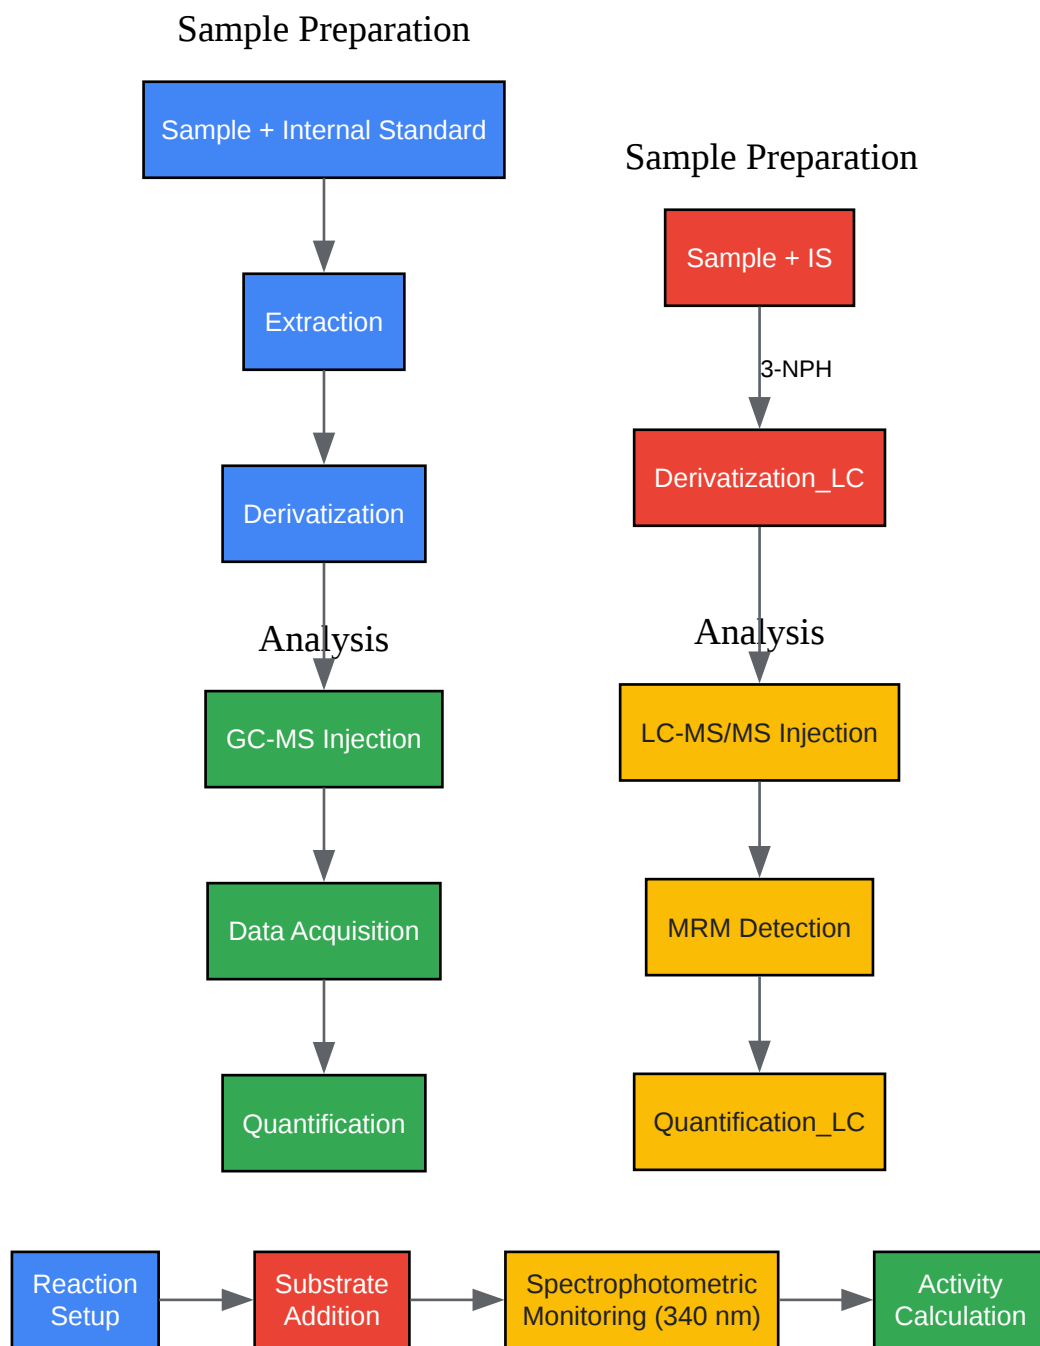 Sample Preparation
Sample + Internal Standard
Extraction
Derivatization
Analysis
GC-MS Injection
Data Acquisition
Quantification
Sample Preparation
Sample + IS
3-NPH
Derivatization_LC
Analysis
LC-MS/MS Injection
MRM Detection
Quantification_LC
Reaction
Setup
Substrate
Addition
Spectrophotometric
Monitoring (340 nm)
Activity
Calculation